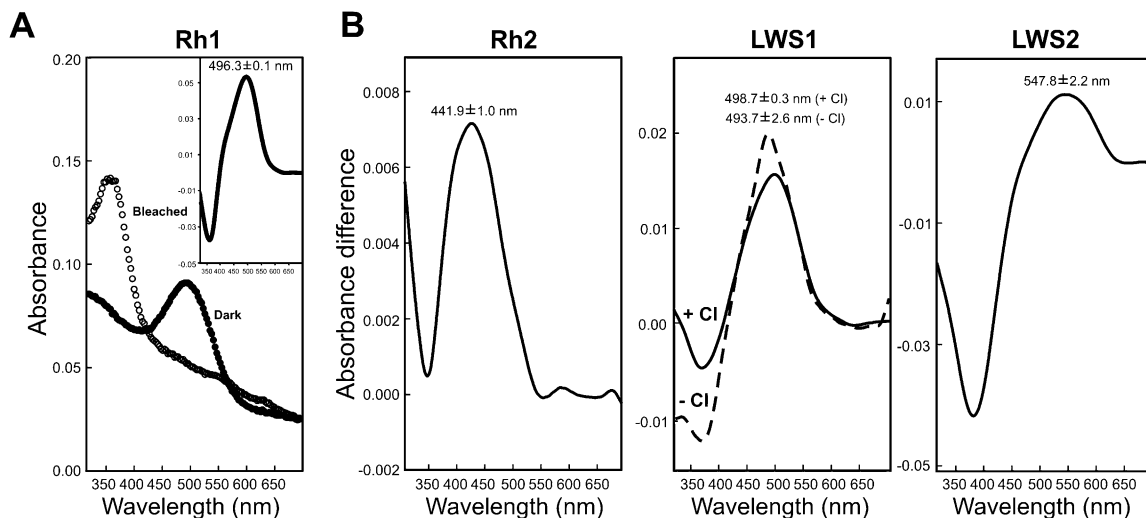 A
Rh1
0.20
0.15
0.10
0.05
0.00
Absorbance
Bleached
Dark
350 400 450 500 550 600 650
Wavelength (nm)
496.3±0.1 nm
0.05
0.03
0.01
-0.01
-0.03
-0.05
350 400 450 500 550 600 650
B
Rh2
Absorbance difference
0.008
0.006
0.004
0.002
0.000
-0.002
441.9±1.0 nm
350 400 450 500 550 600 650
Wavelength (nm)
LWS1
498.7±0.3 nm (+ Cl)
493.7±2.6 nm (- Cl)
0.02
0.01
0.00
-0.01
+ Cl
- Cl
350 400 450 500 550 600 650
Wavelength (nm)
LWS2
547.8±2.2 nm
0.01
-0.01
-0.03
-0.05
350 400 450 500 550 600 650
Wavelength (nm)